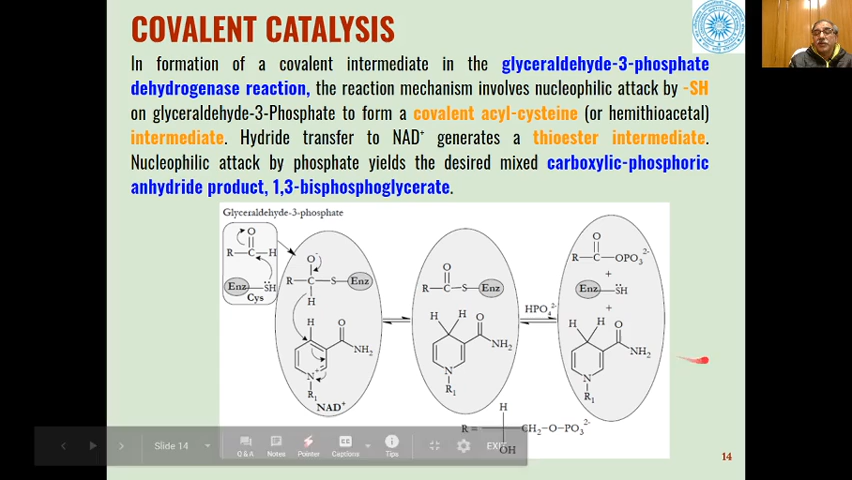 COVALENT CATALYSIS
In formation of a covalent intermediate in the glyceraldehyde-3-phosphate
dehydrogenase reaction, the reaction mechanism involves nucleophilic attack by -SH
on glyceraldehyde-3-Phosphate to form a covalent acyl-cysteine (or hemithioacetal)
intermediate. Hydride transfer to NAD+ generates a thioester intermediate.
Nucleophilic attack by phosphate yields the desired mixed carboxylic-phosphoric
anhydride product, 1,3-bisphosphoglycerate.
Glyceraldehyde-3-phosphate
O
R—C—H
Enz—SH
Cys
O-
R—C—S—Enz
H
H
O
NH2
N+
R1
NAD+
O
R—C—S—Enz
H H O
NH2
N
R1
HPO4 2-
O
R—C—OPO3 2-
+
Enz—SH
+
H H O
NH2
N
R1
H
R = CH2—O—PO3 2-
OH
Slide 14
Q & A
Notes
Pointer
Captions
Tips
EXIT
14